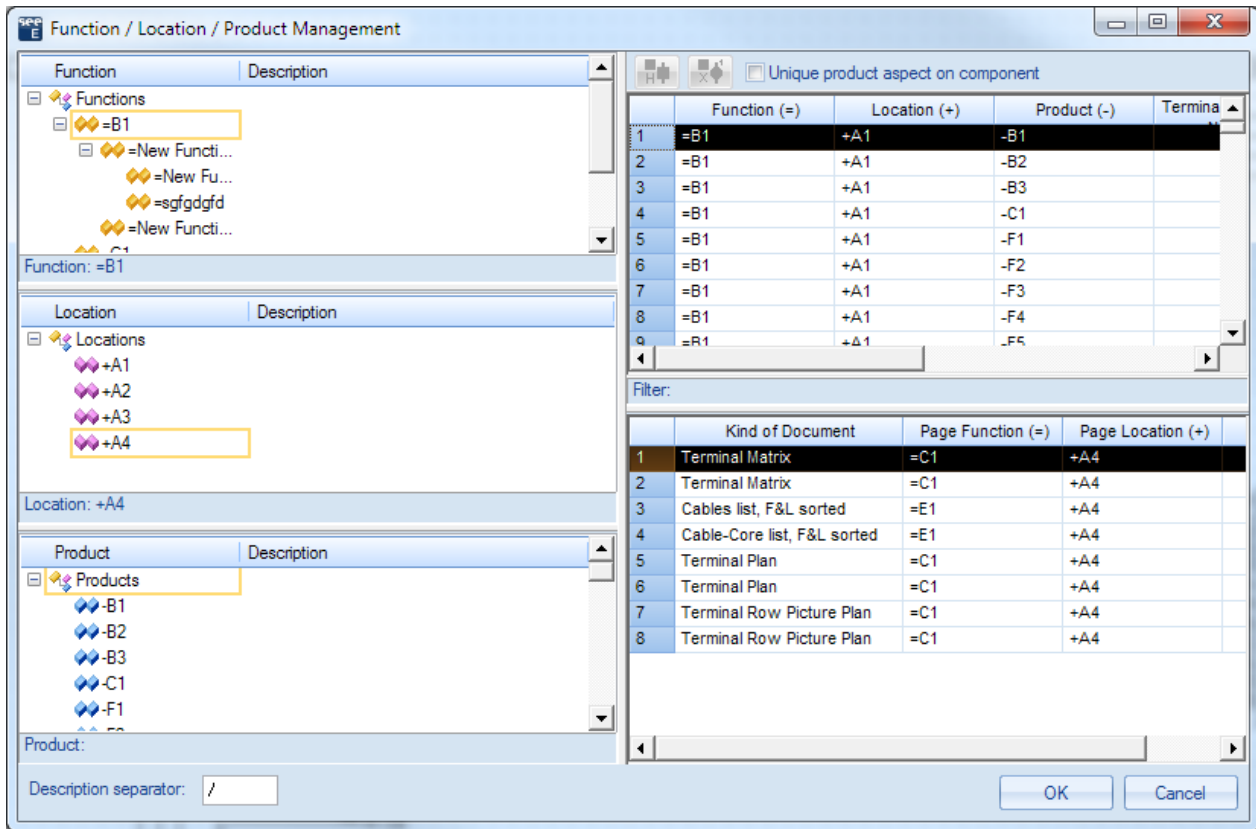 see E Function / Location / Product Management
Function Description
Functions
=B1
=New Functi...
=New Fu...
=sgfgdgfd
=New Functi...
Function: =B1
Location Description
Locations
+A1
+A2
+A3
+A4
Location: +A4
Product Description
Products
-B1
-B2
-B3
-C1
-F1
Product:
Description separator: /
H X Unique product aspect on component
Function (=) Location (+) Product (-) Termina
1 =B1 +A1 -B1
2 =B1 +A1 -B2
3 =B1 +A1 -B3
4 =B1 +A1 -C1
5 =B1 +A1 -F1
6 =B1 +A1 -F2
7 =B1 +A1 -F3
8 =B1 +A1 -F4
9 =B1 +A1 -F5
Filter:
Kind of Document Page Function (=) Page Location (+)
1 Terminal Matrix =C1 +A4
2 Terminal Matrix =C1 +A4
3 Cables list, F&L sorted =E1 +A4
4 Cable-Core list, F&L sorted =E1 +A4
5 Terminal Plan =C1 +A4
6 Terminal Plan =C1 +A4
7 Terminal Row Picture Plan =C1 +A4
8 Terminal Row Picture Plan =C1 +A4
OK Cancel